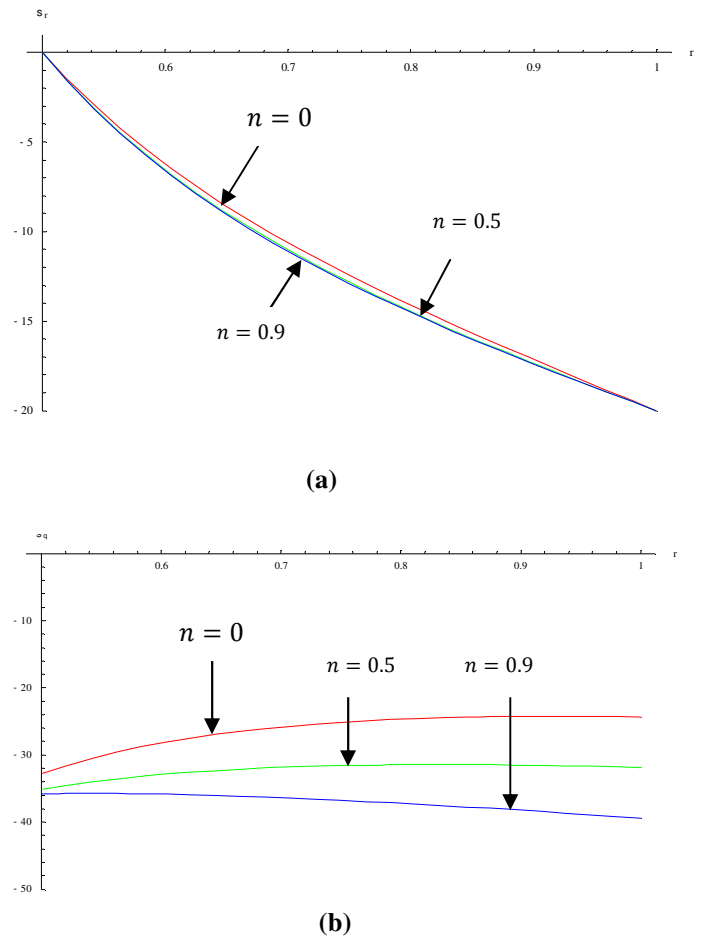 s r
0.6 0.7 0.8 0.9 1 r
n = 0
- 5
n = 0.5
- 10
n = 0.9
- 15
- 20
(a)
q
0.6 0.7 0.8 0.9 1 r
- 10
n = 0
n = 0.5 n = 0.9
- 20
- 30
- 40
- 50
(b)